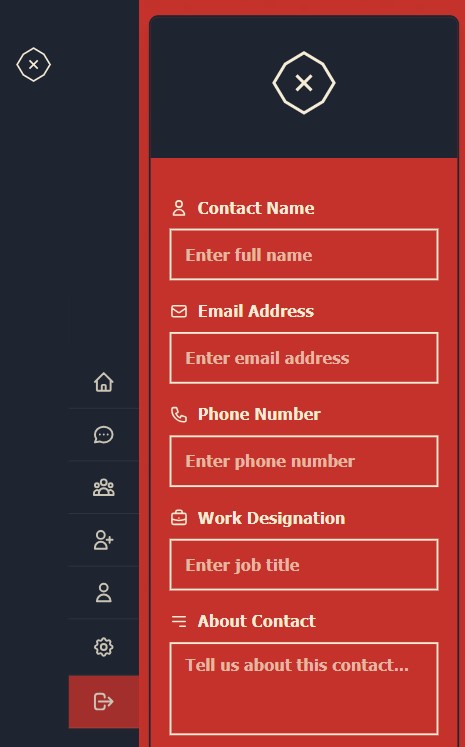 Contact Name
Enter full name
Email Address
Enter email address
Phone Number
Enter phone number
Work Designation
Enter job title
About Contact
Tell us about this contact...